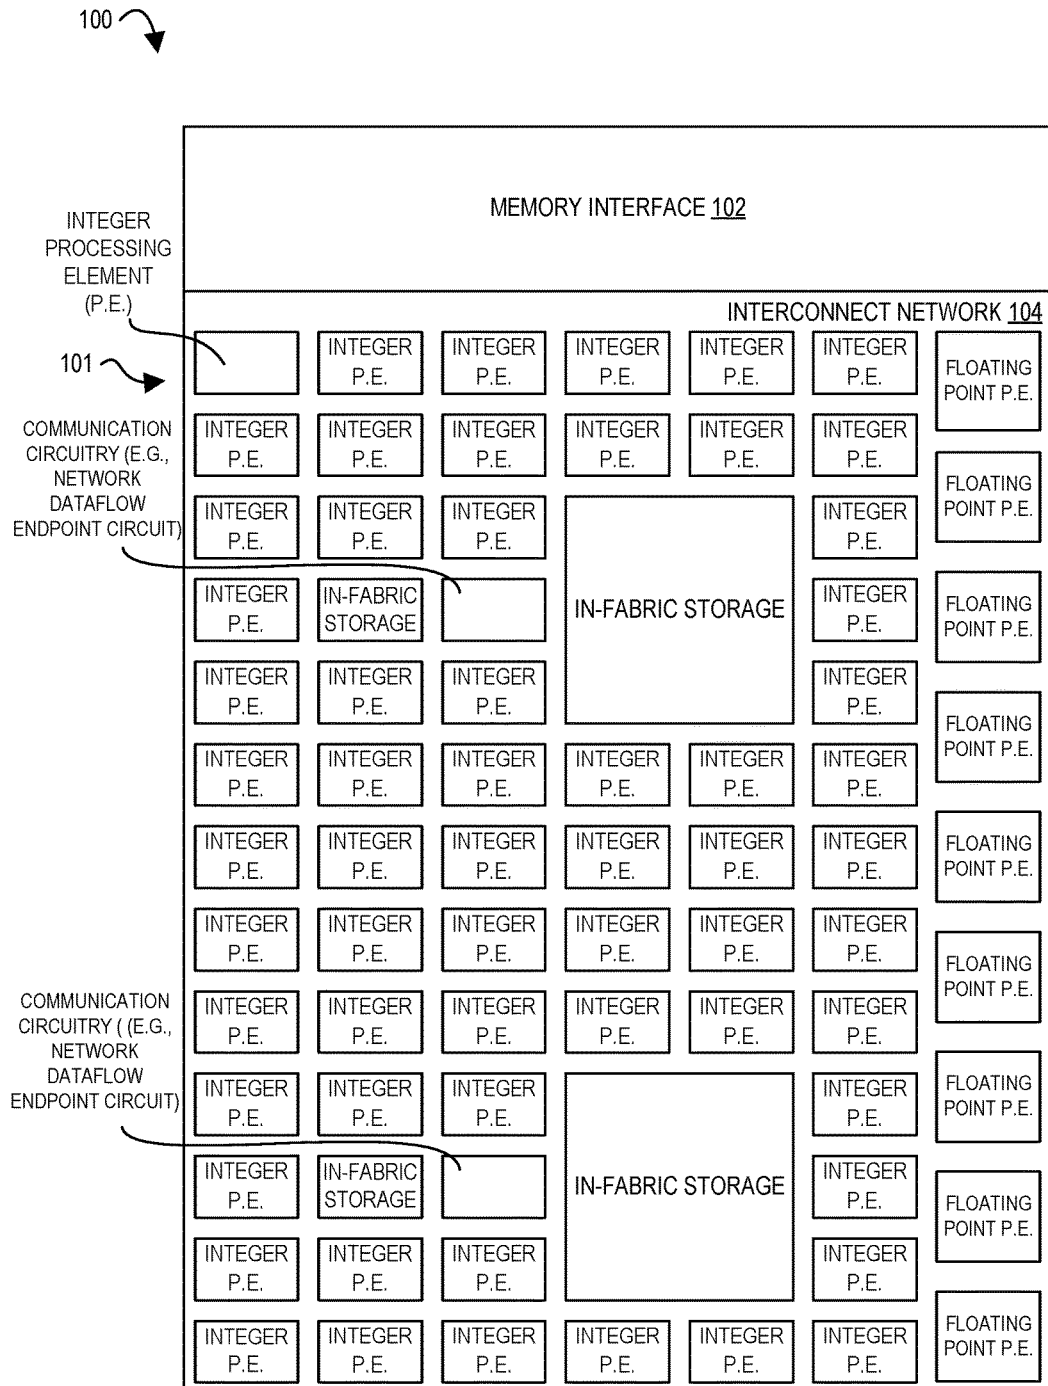 100
MEMORY INTERFACE 102
INTEGER
PROCESSING
ELEMENT
(P.E.)
INTERCONNECT NETWORK 104
101
INTEGER P.E.
INTEGER P.E.
INTEGER P.E.
INTEGER P.E.
INTEGER P.E.
FLOATING
POINT P.E.
COMMUNICATION
CIRCUITRY (E.G.,
NETWORK
DATAFLOW
ENDPOINT CIRCUIT)
INTEGER P.E.
INTEGER P.E.
INTEGER P.E.
INTEGER P.E.
INTEGER P.E.
INTEGER P.E.
FLOATING
POINT P.E.
INTEGER P.E.
INTEGER P.E.
INTEGER P.E.
IN-FABRIC STORAGE
INTEGER P.E.
INTEGER P.E.
IN-FABRIC
STORAGE
INTEGER P.E.
FLOATING
POINT P.E.
INTEGER P.E.
INTEGER P.E.
INTEGER P.E.
INTEGER P.E.
FLOATING
POINT P.E.
INTEGER P.E.
INTEGER P.E.
INTEGER P.E.
INTEGER P.E.
INTEGER P.E.
INTEGER P.E.
INTEGER P.E.
INTEGER P.E.
INTEGER P.E.
INTEGER P.E.
INTEGER P.E.
INTEGER P.E.
FLOATING
POINT P.E.
INTEGER P.E.
INTEGER P.E.
INTEGER P.E.
INTEGER P.E.
INTEGER P.E.
INTEGER P.E.
FLOATING
POINT P.E.
COMMUNICATION
CIRCUITRY ( (E.G.,
NETWORK
DATAFLOW
ENDPOINT CIRCUIT)
INTEGER P.E.
INTEGER P.E.
INTEGER P.E.
INTEGER P.E.
INTEGER P.E.
INTEGER P.E.
INTEGER P.E.
INTEGER P.E.
INTEGER P.E.
IN-FABRIC STORAGE
INTEGER P.E.
FLOATING
POINT P.E.
INTEGER P.E.
IN-FABRIC
STORAGE
INTEGER P.E.
FLOATING
POINT P.E.
INTEGER P.E.
INTEGER P.E.
INTEGER P.E.
INTEGER P.E.
INTEGER P.E.
INTEGER P.E.
INTEGER P.E.
INTEGER P.E.
INTEGER P.E.
INTEGER P.E.
FLOATING
POINT P.E.